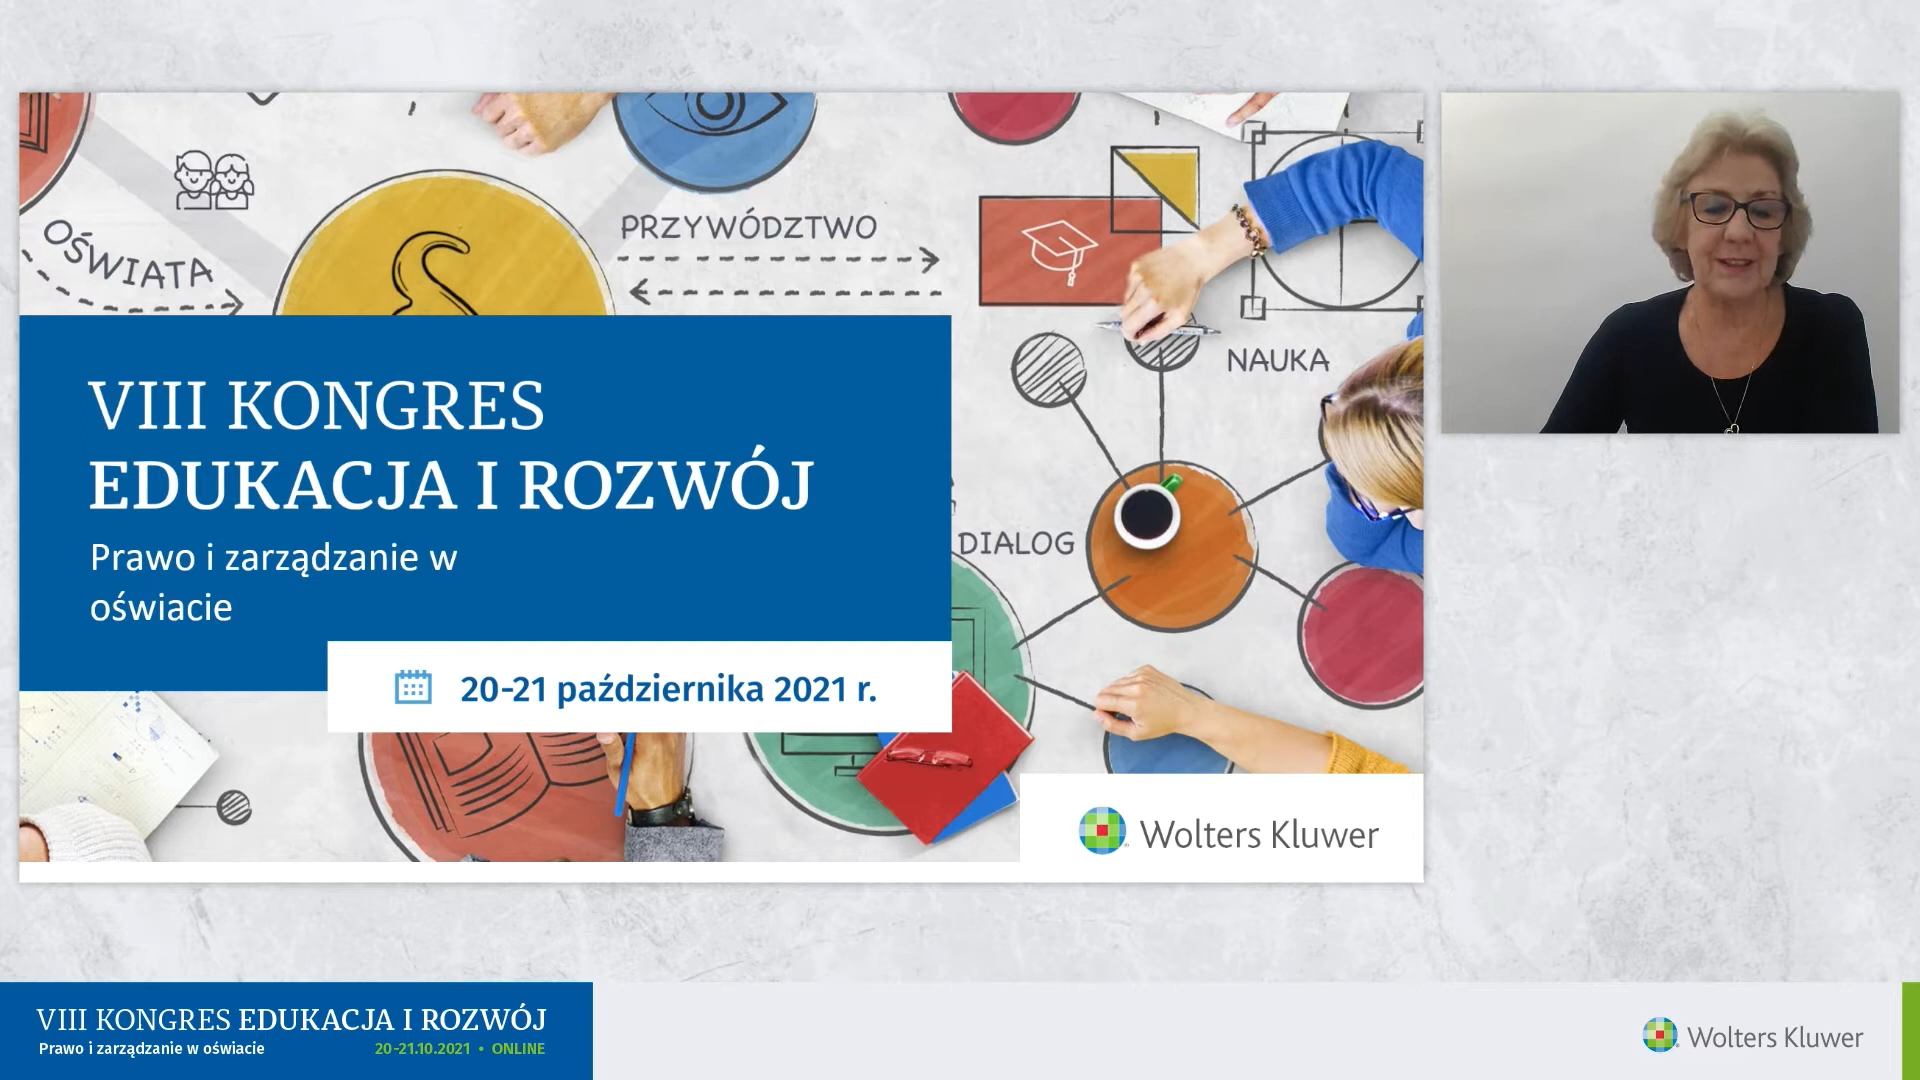 OŚWIATA
PRZYWÓDZTWO
NAUKA
DIALOG
VIII KONGRES
EDUKACJA I ROZWÓJ
Prawo i zarządzanie w
oświacie
20-21 października 2021 r.
Wolters Kluwer
VIII KONGRES EDUKACJA I ROZWÓJ
Prawo i zarządzanie w oświacie 20-21.10.2021 • ONLINE
Wolters Kluwer